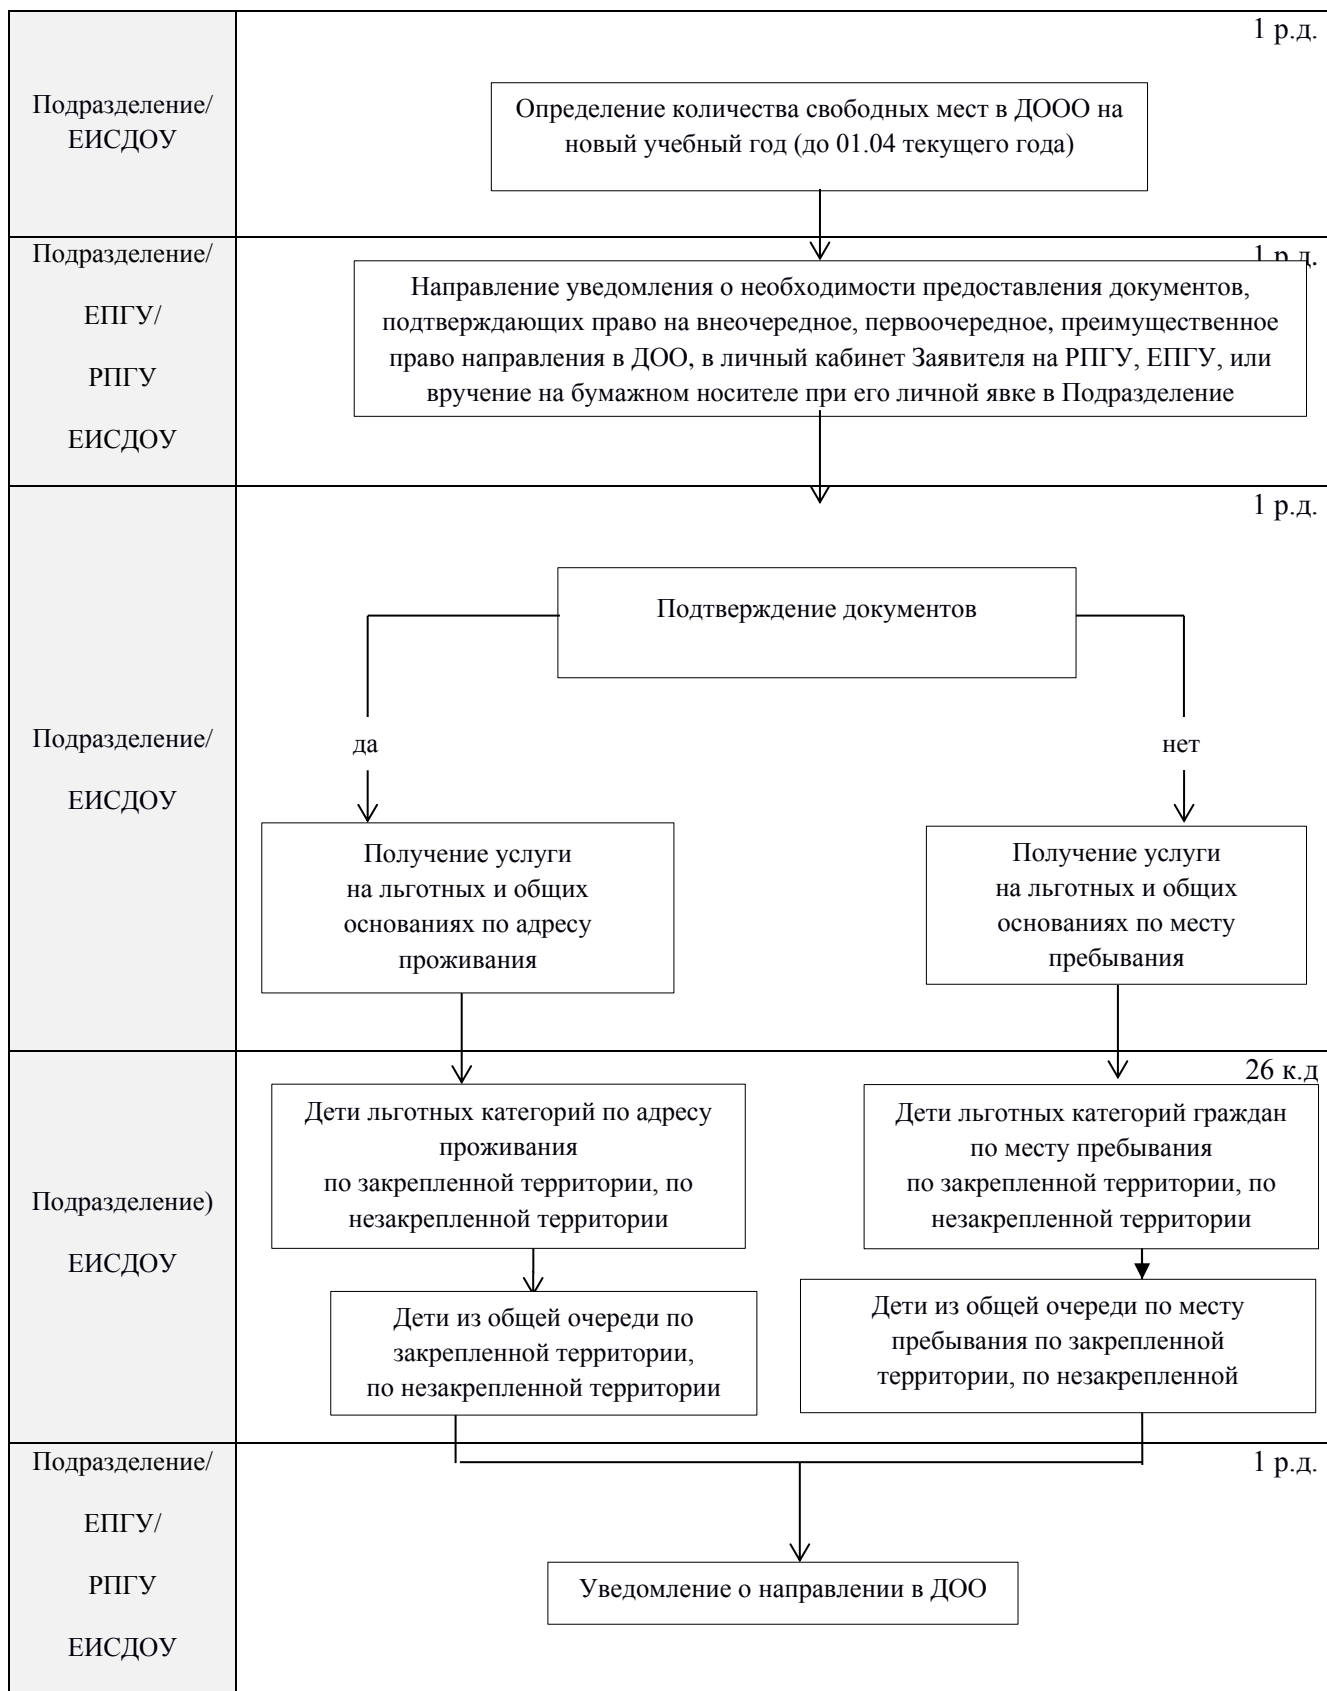 1 р.д.
Подразделение/
ЕИСДОУ
Определение количества свободных мест в ДООО на
новый учебный год (до 01.04 текущего года)
Подразделение/
ЕПГУ/
РПГУ
ЕИСДОУ
1 р.д.
Направление уведомления о необходимости предоставления документов,
подтверждающих право на внеочередное, первоочередное, преимущественное
право направления в ДОО, в личный кабинет Заявителя на РПГУ, ЕПГУ, или
вручение на бумажном носителе при его личной явке в Подразделение
1 р.д.
Подразделение/
ЕИСДОУ
Подтверждение документов
да
нет
Получение услуги
на льготных и общих
основаниях по адресу
проживания
Получение услуги
на льготных и общих
основаниях по месту
пребывания
26 к.д
Подразделение)
ЕИСДОУ
Дети льготных категорий по адресу
проживания
по закрепленной территории, по
незакрепленной территории
Дети льготных категорий граждан
по месту пребывания
по закрепленной территории, по
незакрепленной территории
Дети из общей очереди по
закрепленной территории,
по незакрепленной территории
Дети из общей очереди по месту
пребывания по закрепленной
территории, по незакрепленной
Подразделение/
ЕПГУ/
РПГУ
ЕИСДОУ
1 р.д.
Уведомление о направлении в ДОО